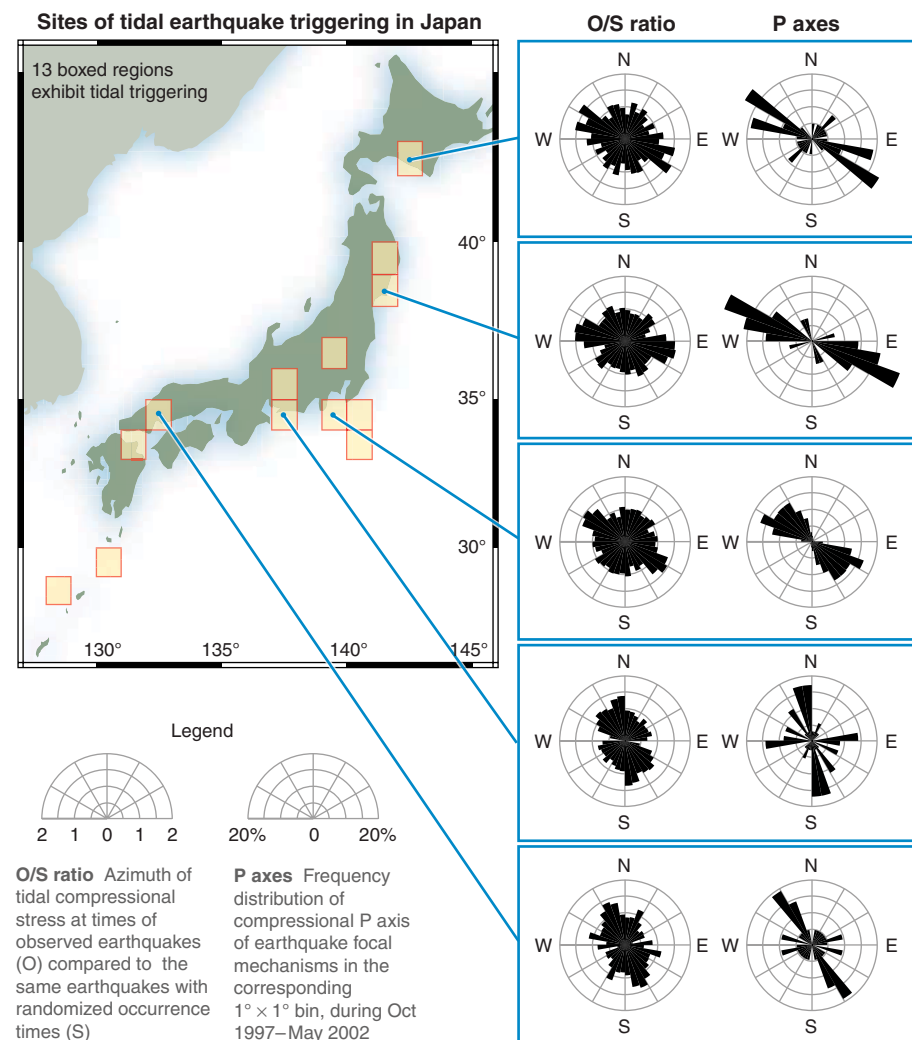 Sites of tidal earthquake triggering in Japan
13 boxed regions
exhibit tidal triggering
40°
35°
30°
130°
135°
140°
145°
O/S ratio
P axes
N
W
E
S
N
W
E
S
N
W
E
S
N
W
E
S
N
W
E
S
N
W
E
S
N
W
E
S
N
W
E
S
N
W
E
S
N
W
E
S
Legend
2 1 0 1 2
20% 0 20%
O/S ratio Azimuth of
tidal compressional
stress at times of
observed earthquakes
(O) compared to the
same earthquakes with
randomized occurrence
times (S)
P axes Frequency
distribution of
compressional P axis
of earthquake focal
mechanisms in the
corresponding
1° × 1° bin, during Oct
1997–May 2002